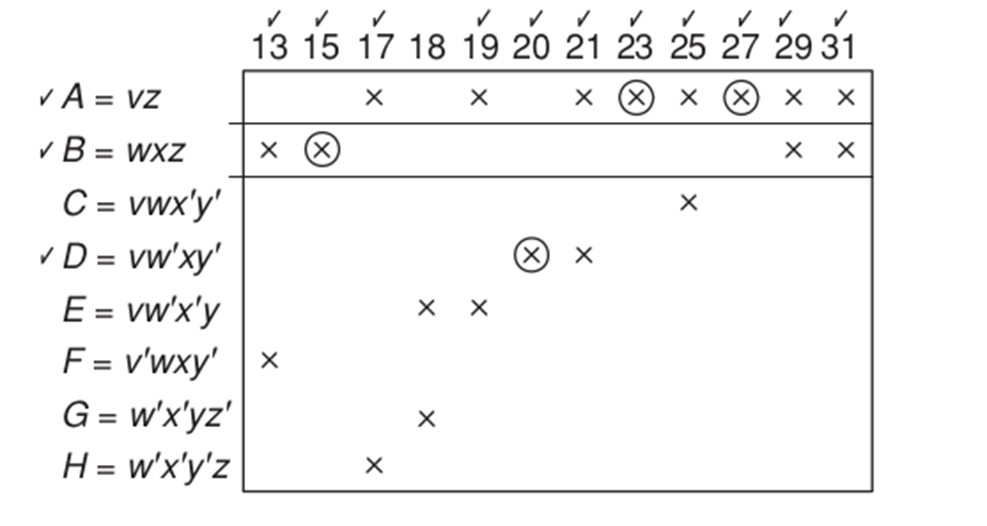 ✓ ✓ ✓ ✓ ✓ ✓ ✓ ✓ ✓ ✓ ✓
13 15 17 18 19 20 21 23 25 27 29 31
✓ A = vz × × × ⊗ × ⊗ × ×
✓ B = wxz × ⊗ × ×
C = vwx'y' ×
✓ D = vw'xy' ⊗ ×
E = vw'x'y × ×
F = v'wxy' ×
G = w'x'yz' ×
H = w'x'y'z ×